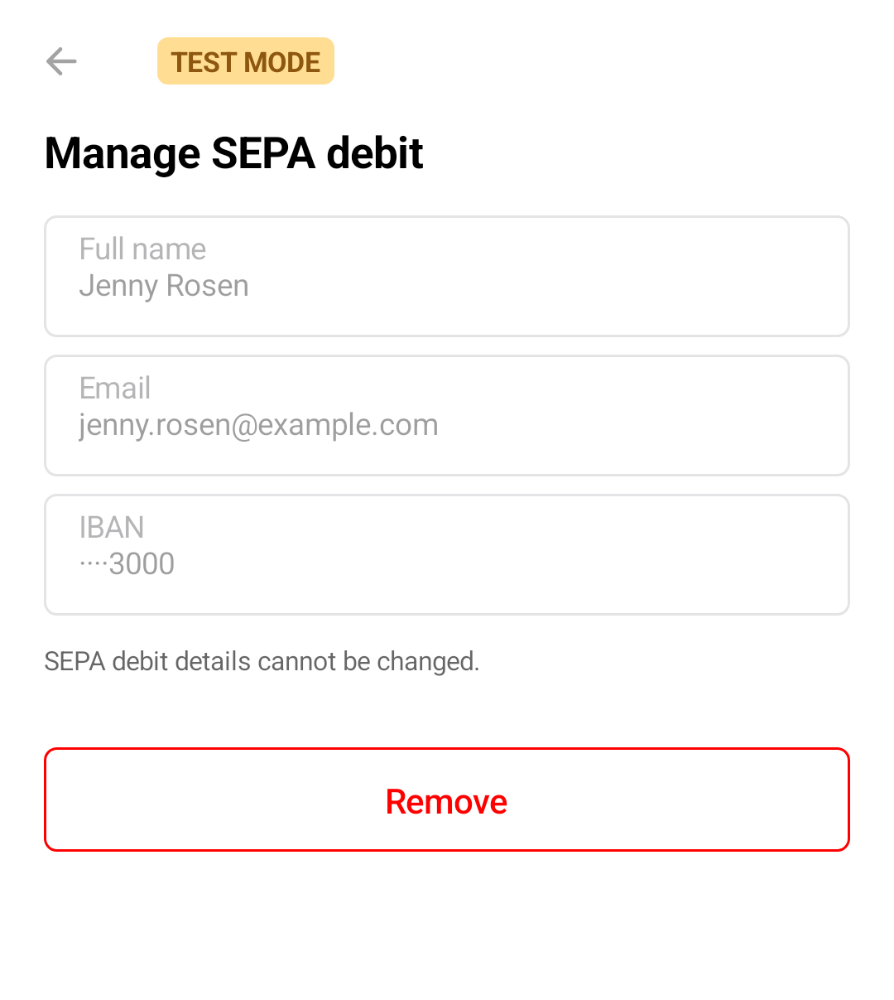 TEST MODE
Manage SEPA debit
Full name
Jenny Rosen
Email
jenny.rosen@example.com
IBAN
····3000
SEPA debit details cannot be changed.
Remove